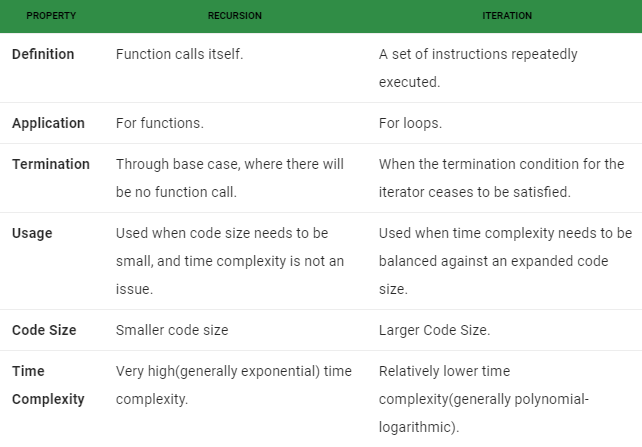 PROPERTY RECURSION ITERATION
Definition Function calls itself. A set of instructions repeatedly
executed.
Application For functions. For loops.
Termination Through base case, where there will When the termination condition for the
be no function call. iterator ceases to be satisfied.
Usage Used when code size needs to be Used when time complexity needs to be
small, and time complexity is not an balanced against an expanded code
issue. size.
Code Size Smaller code size Larger Code Size.
Time Very high(generally exponential) time Relatively lower time
Complexity complexity. complexity(generally polynomial-
logarithmic).